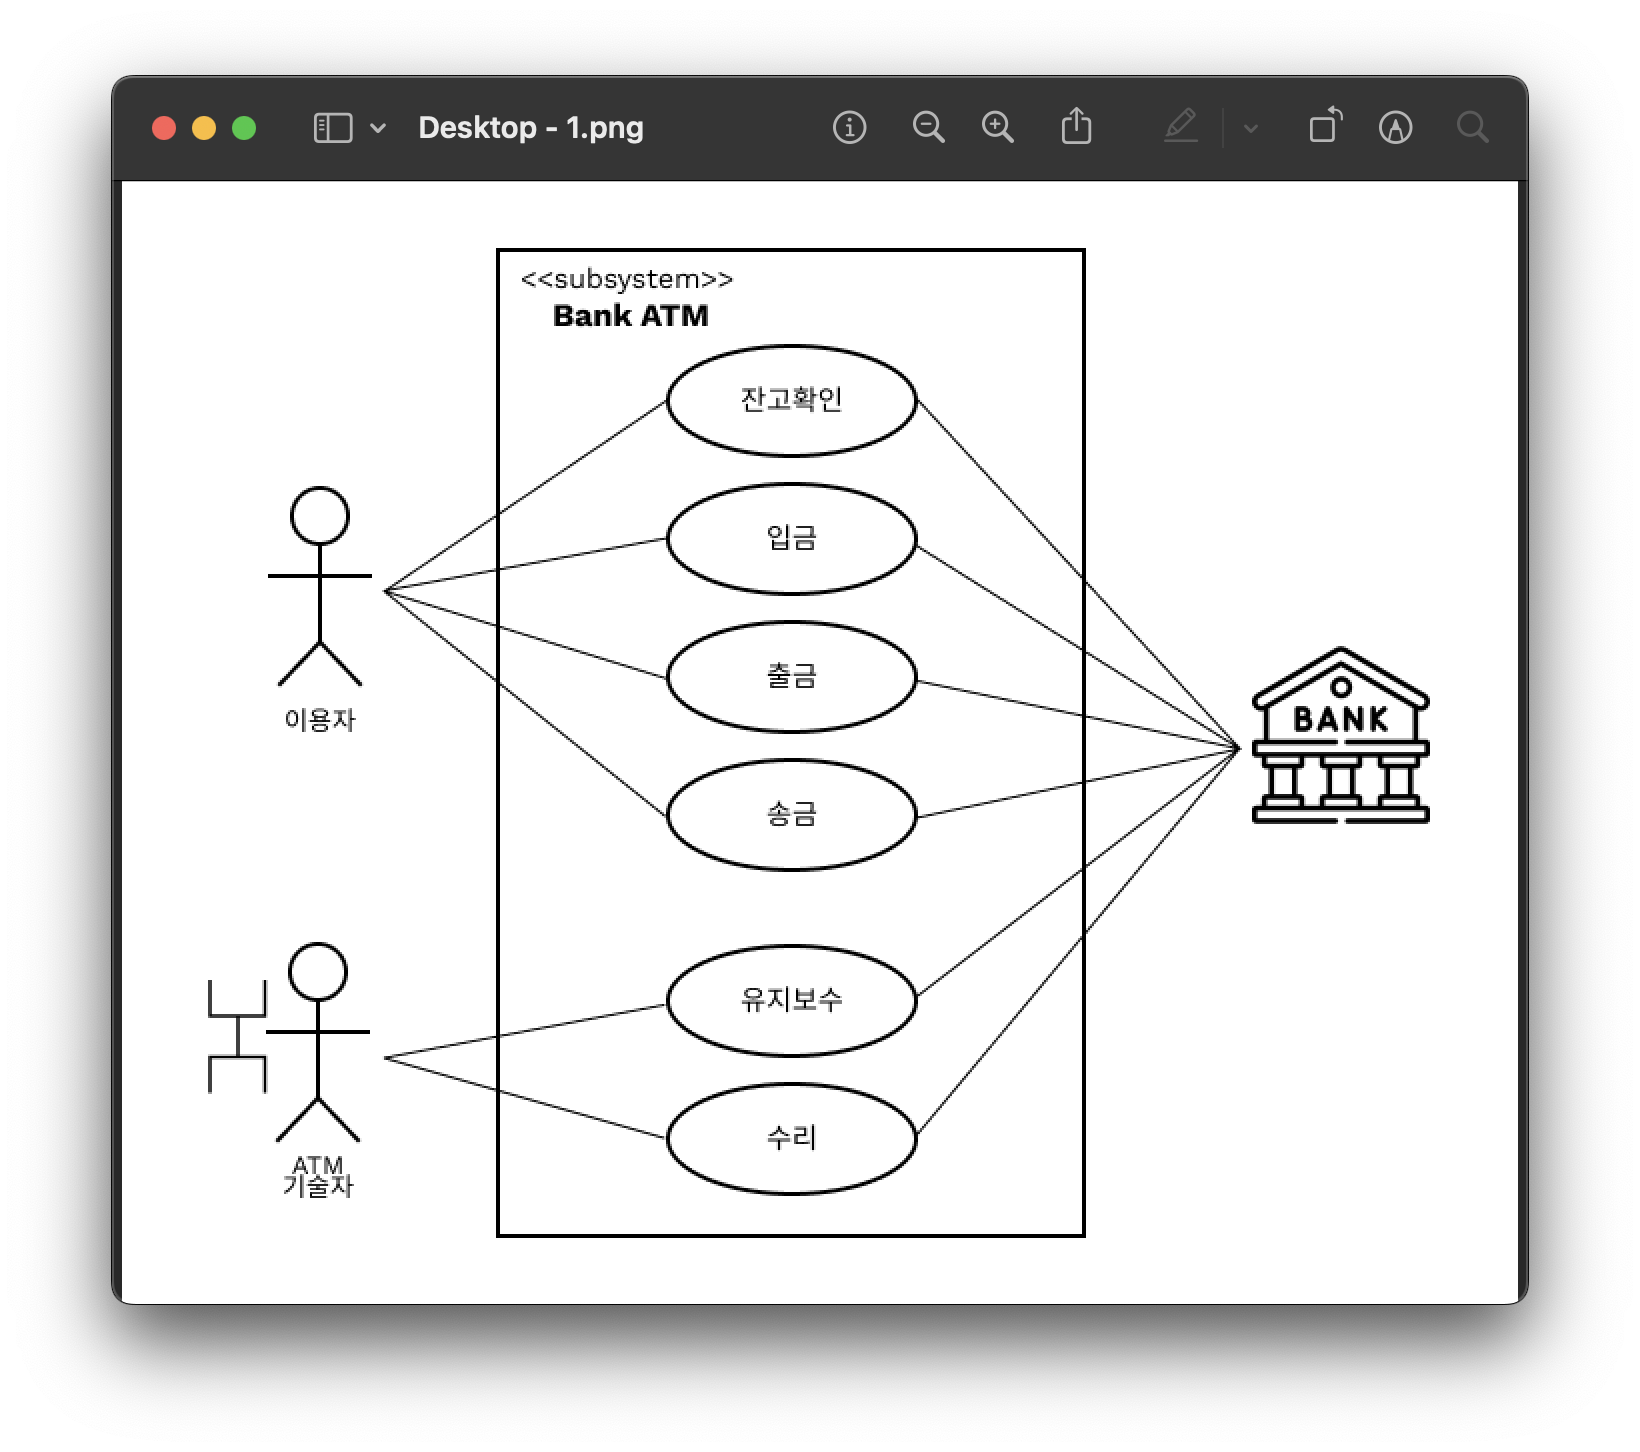 Desktop - 1.png
<<subsystem>>
Bank ATM
잔고확인
입금
출금
송금
유지보수
수리
이용자
ATM
기술자
BANK